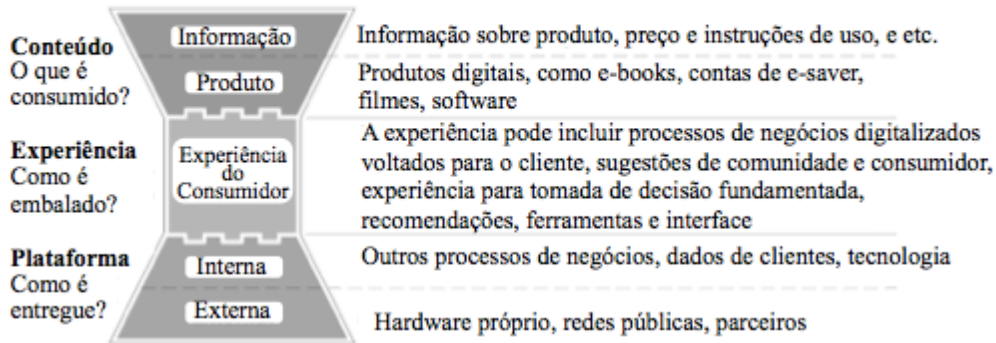 Conteúdo
O que é
consumido?
Informação
Produto
Informação sobre produto, preço e instruções de uso, e etc.
Produtos digitais, como e-books, contas de e-saver,
filmes, software
Experiência
Como é
embalado?
Experiência
do
Consumidor
A experiência pode incluir processos de negócios digitalizados
voltados para o cliente, sugestões de comunidade e consumidor,
experiência para tomada de decisão fundamentada,
recomendações, ferramentas e interface
Plataforma
Como é
entregue?
Interna
Externa
Outros processos de negócios, dados de clientes, tecnologia
Hardware próprio, redes públicas, parceiros